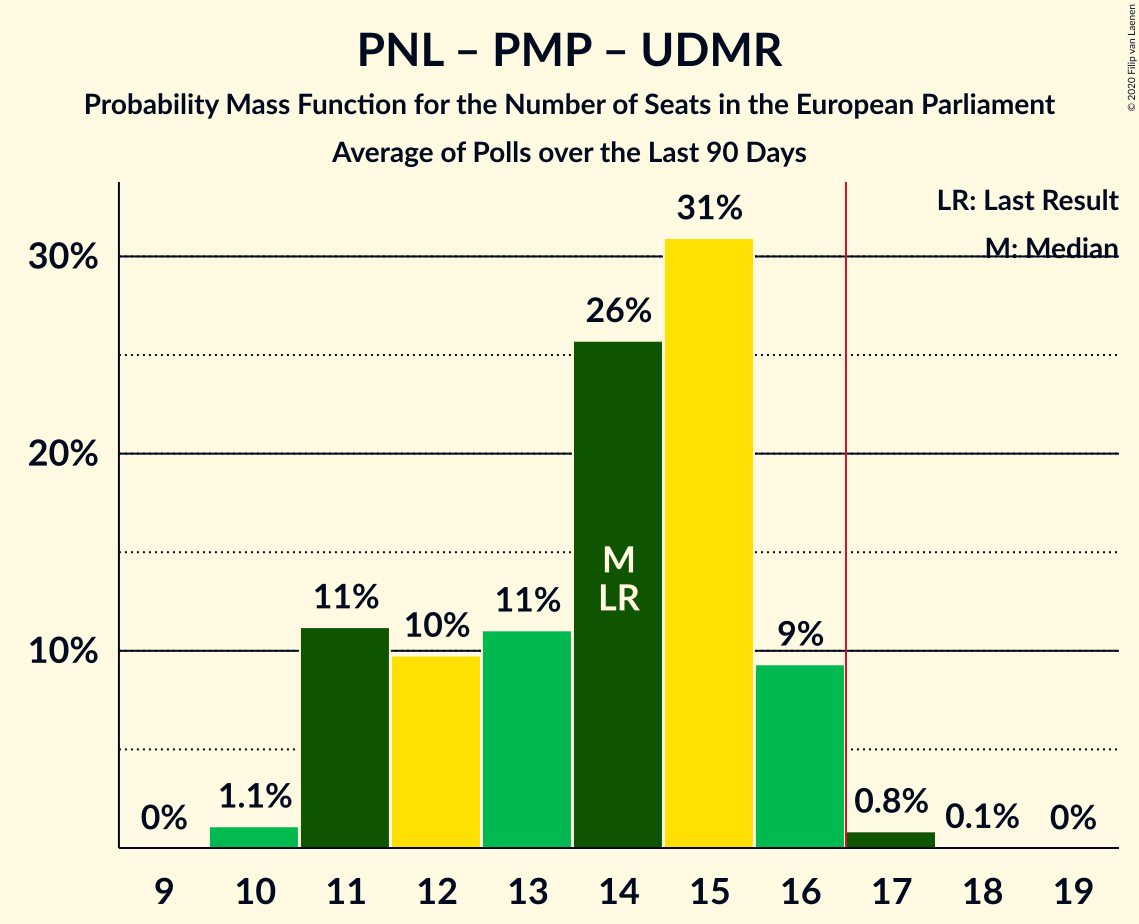 PNL – PMP – UDMR
Probability Mass Function for the Number of Seats in the European Parliament
Average of Polls over the Last 90 Days
© 2020 Filip van Laenen
LR: Last Result
M: Median
30%
20%
10%
0%
1.1%
11%
10%
11%
26%
31%
9%
0.8%
0.1%
0%
M
LR
9 10 11 12 13 14 15 16 17 18 19